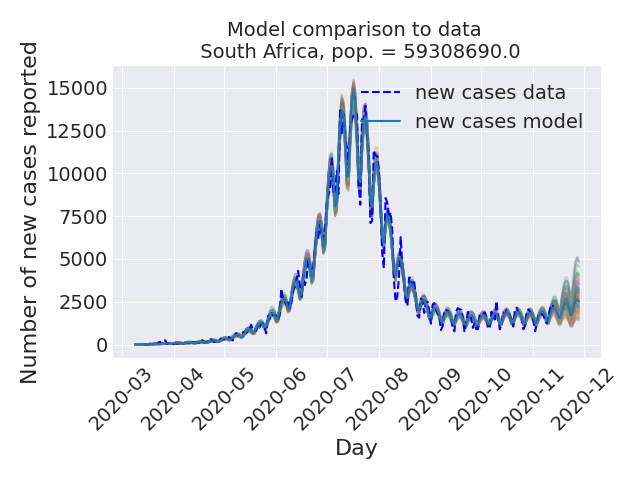 Model comparison to data
South Africa, pop. = 59308690.0
Number of new cases reported
15000
12500
10000
7500
5000
2500
0
new cases data
new cases model
2020-03
2020-04
2020-05
2020-06
2020-07
2020-08
2020-09
2020-10
2020-11
2020-12
Day